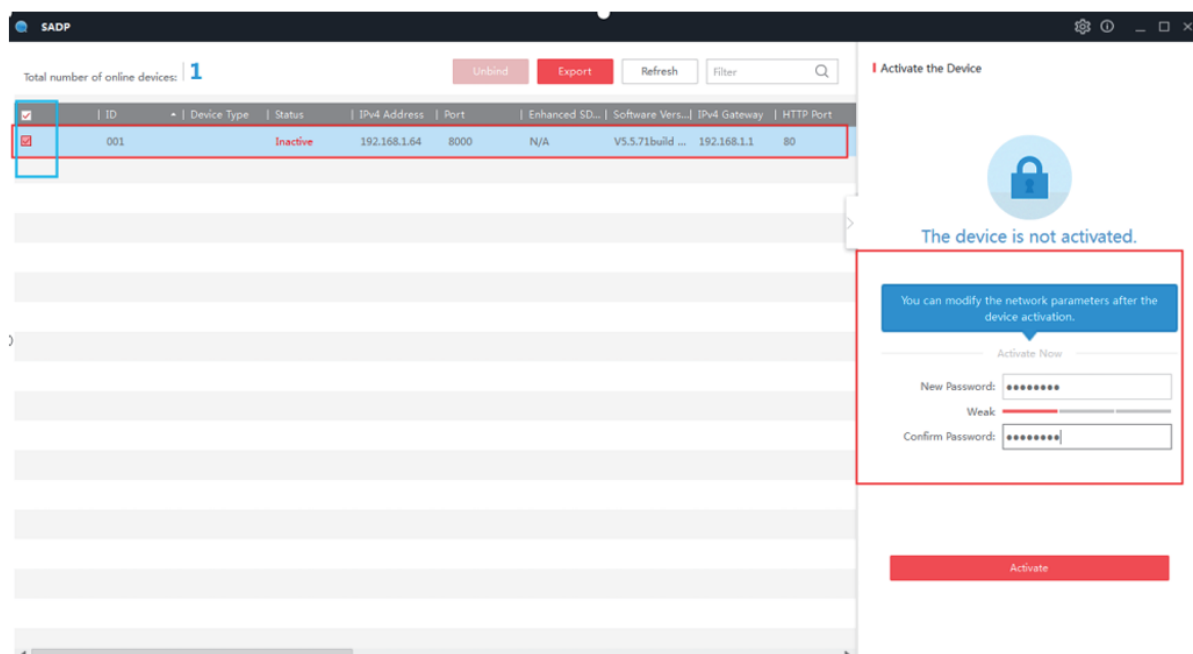 SADP
Total number of online devices: 1
Unbind
Export
Refresh
Filter
ID
Device Type
Status
IPv4 Address
Port
Enhanced SD...
Software Vers...
IPv4 Gateway
HTTP Port
001
Inactive
192.168.1.64
8000
N/A
V5.5.71build ...
192.168.1.1
80
Activate the Device
The device is not activated.
You can modify the network parameters after the
device activation.
Activate Now
New Password: ●●●●●●●●
Weak
Confirm Password: ●●●●●●●●
Activate